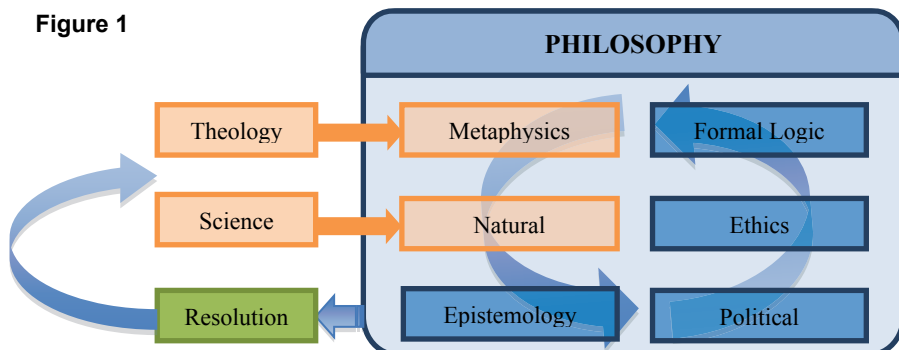 Figure 1
PHILOSOPHY
Theology
Metaphysics
Formal Logic
Science
Natural
Ethics
Resolution
Epistemology
Political